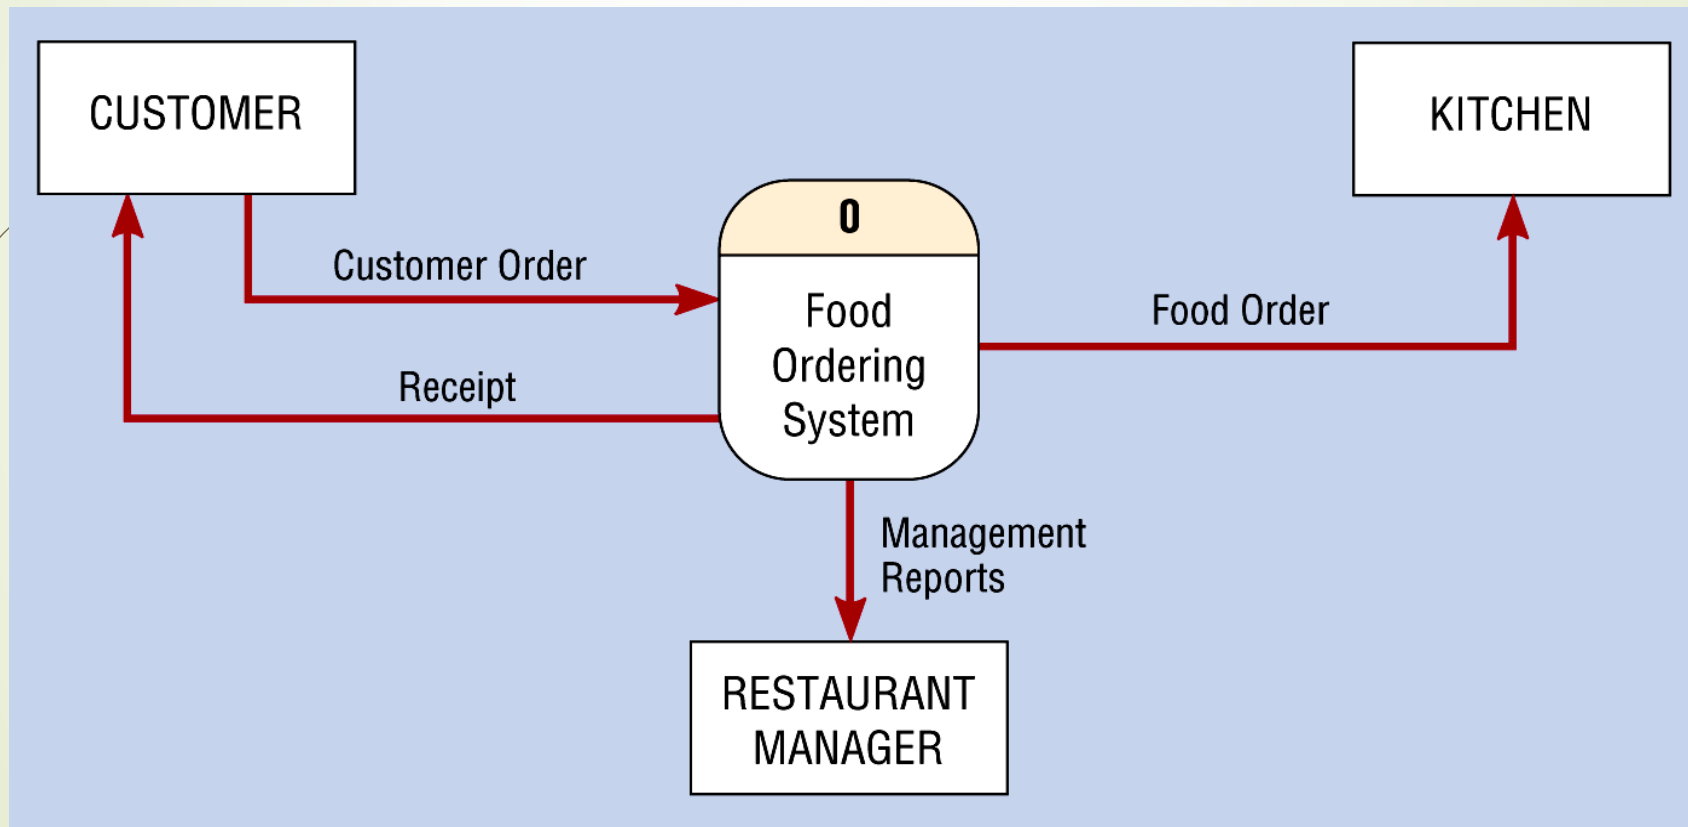 CUSTOMER
KITCHEN
0
Customer Order
Food
Ordering
System
Food Order
Receipt
Management
Reports
RESTAURANT
MANAGER